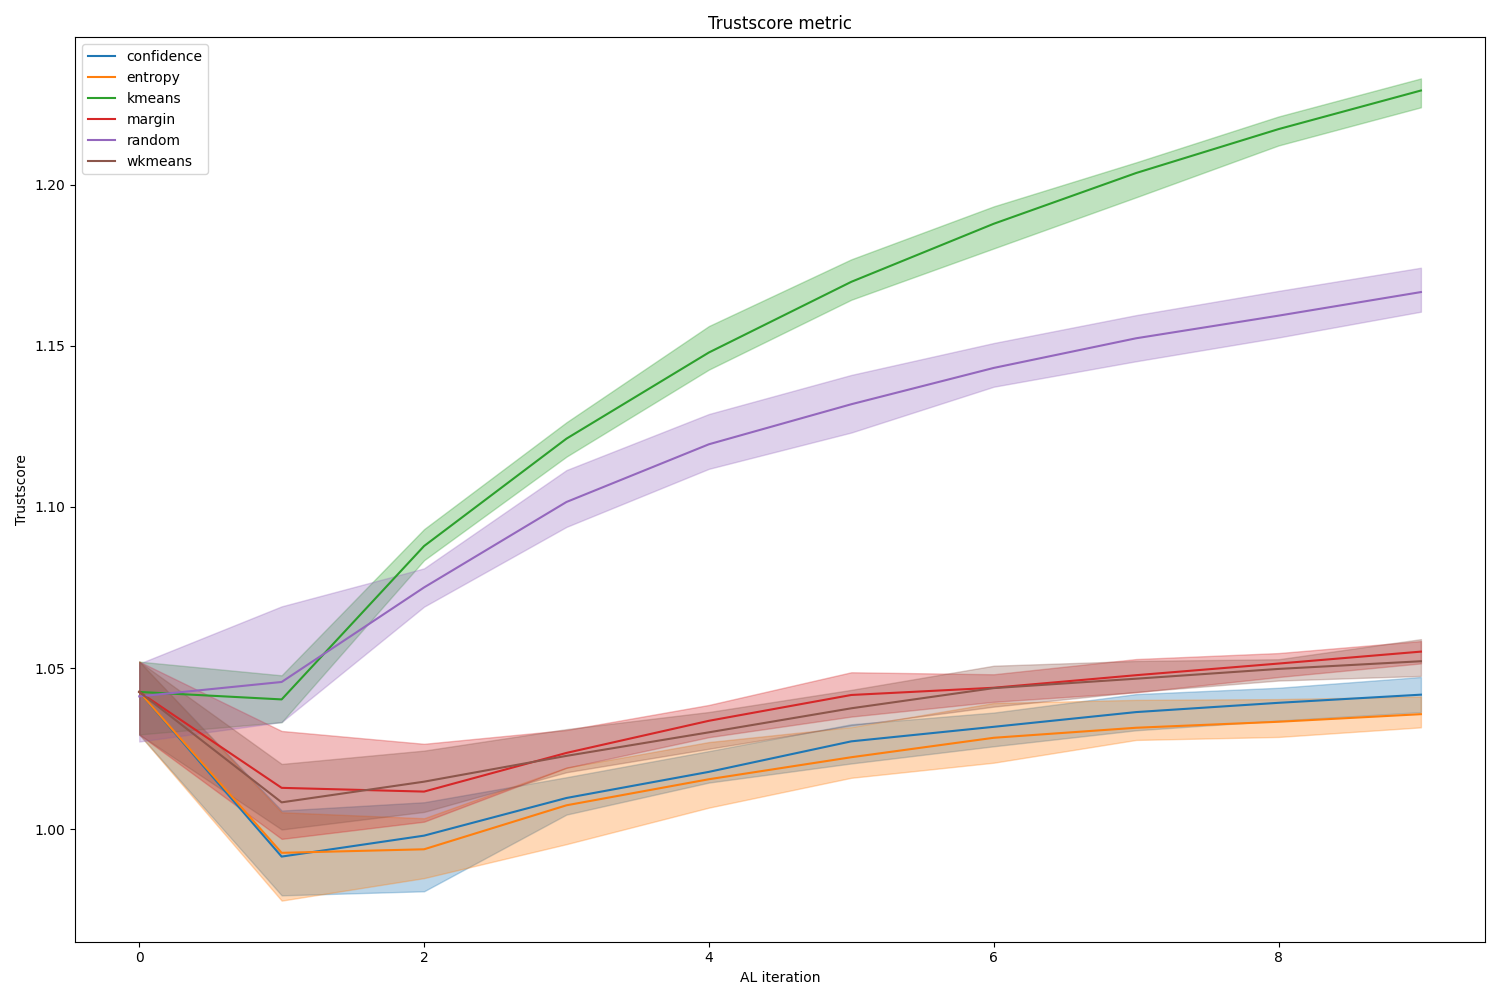 Trustscore metric
confidence
entropy
kmeans
margin
random
wkmeans
Trustscore
1.20
1.15
1.10
1.05
1.00
0
2
4
6
8
AL iteration